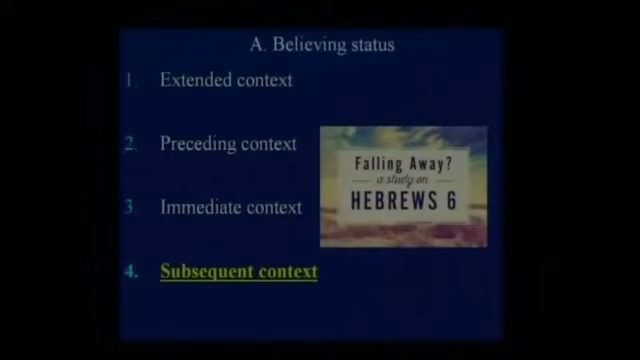 A. Believing status
1. Extended context
2. Preceding context
3. Immediate context
4. Subsequent context
Falling Away?
a study on
HEBREWS 6